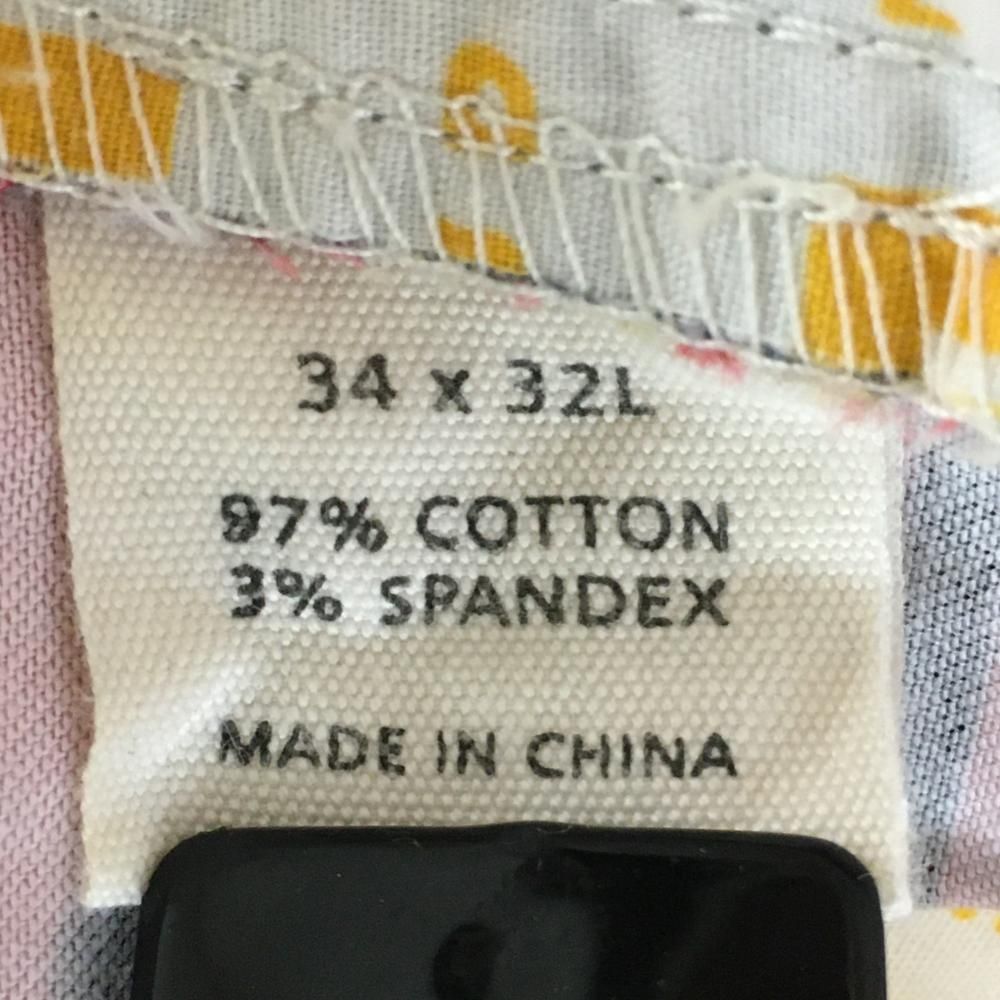 34 x 32L
97% COTTON
3% SPANDEX
MADE IN CHINA